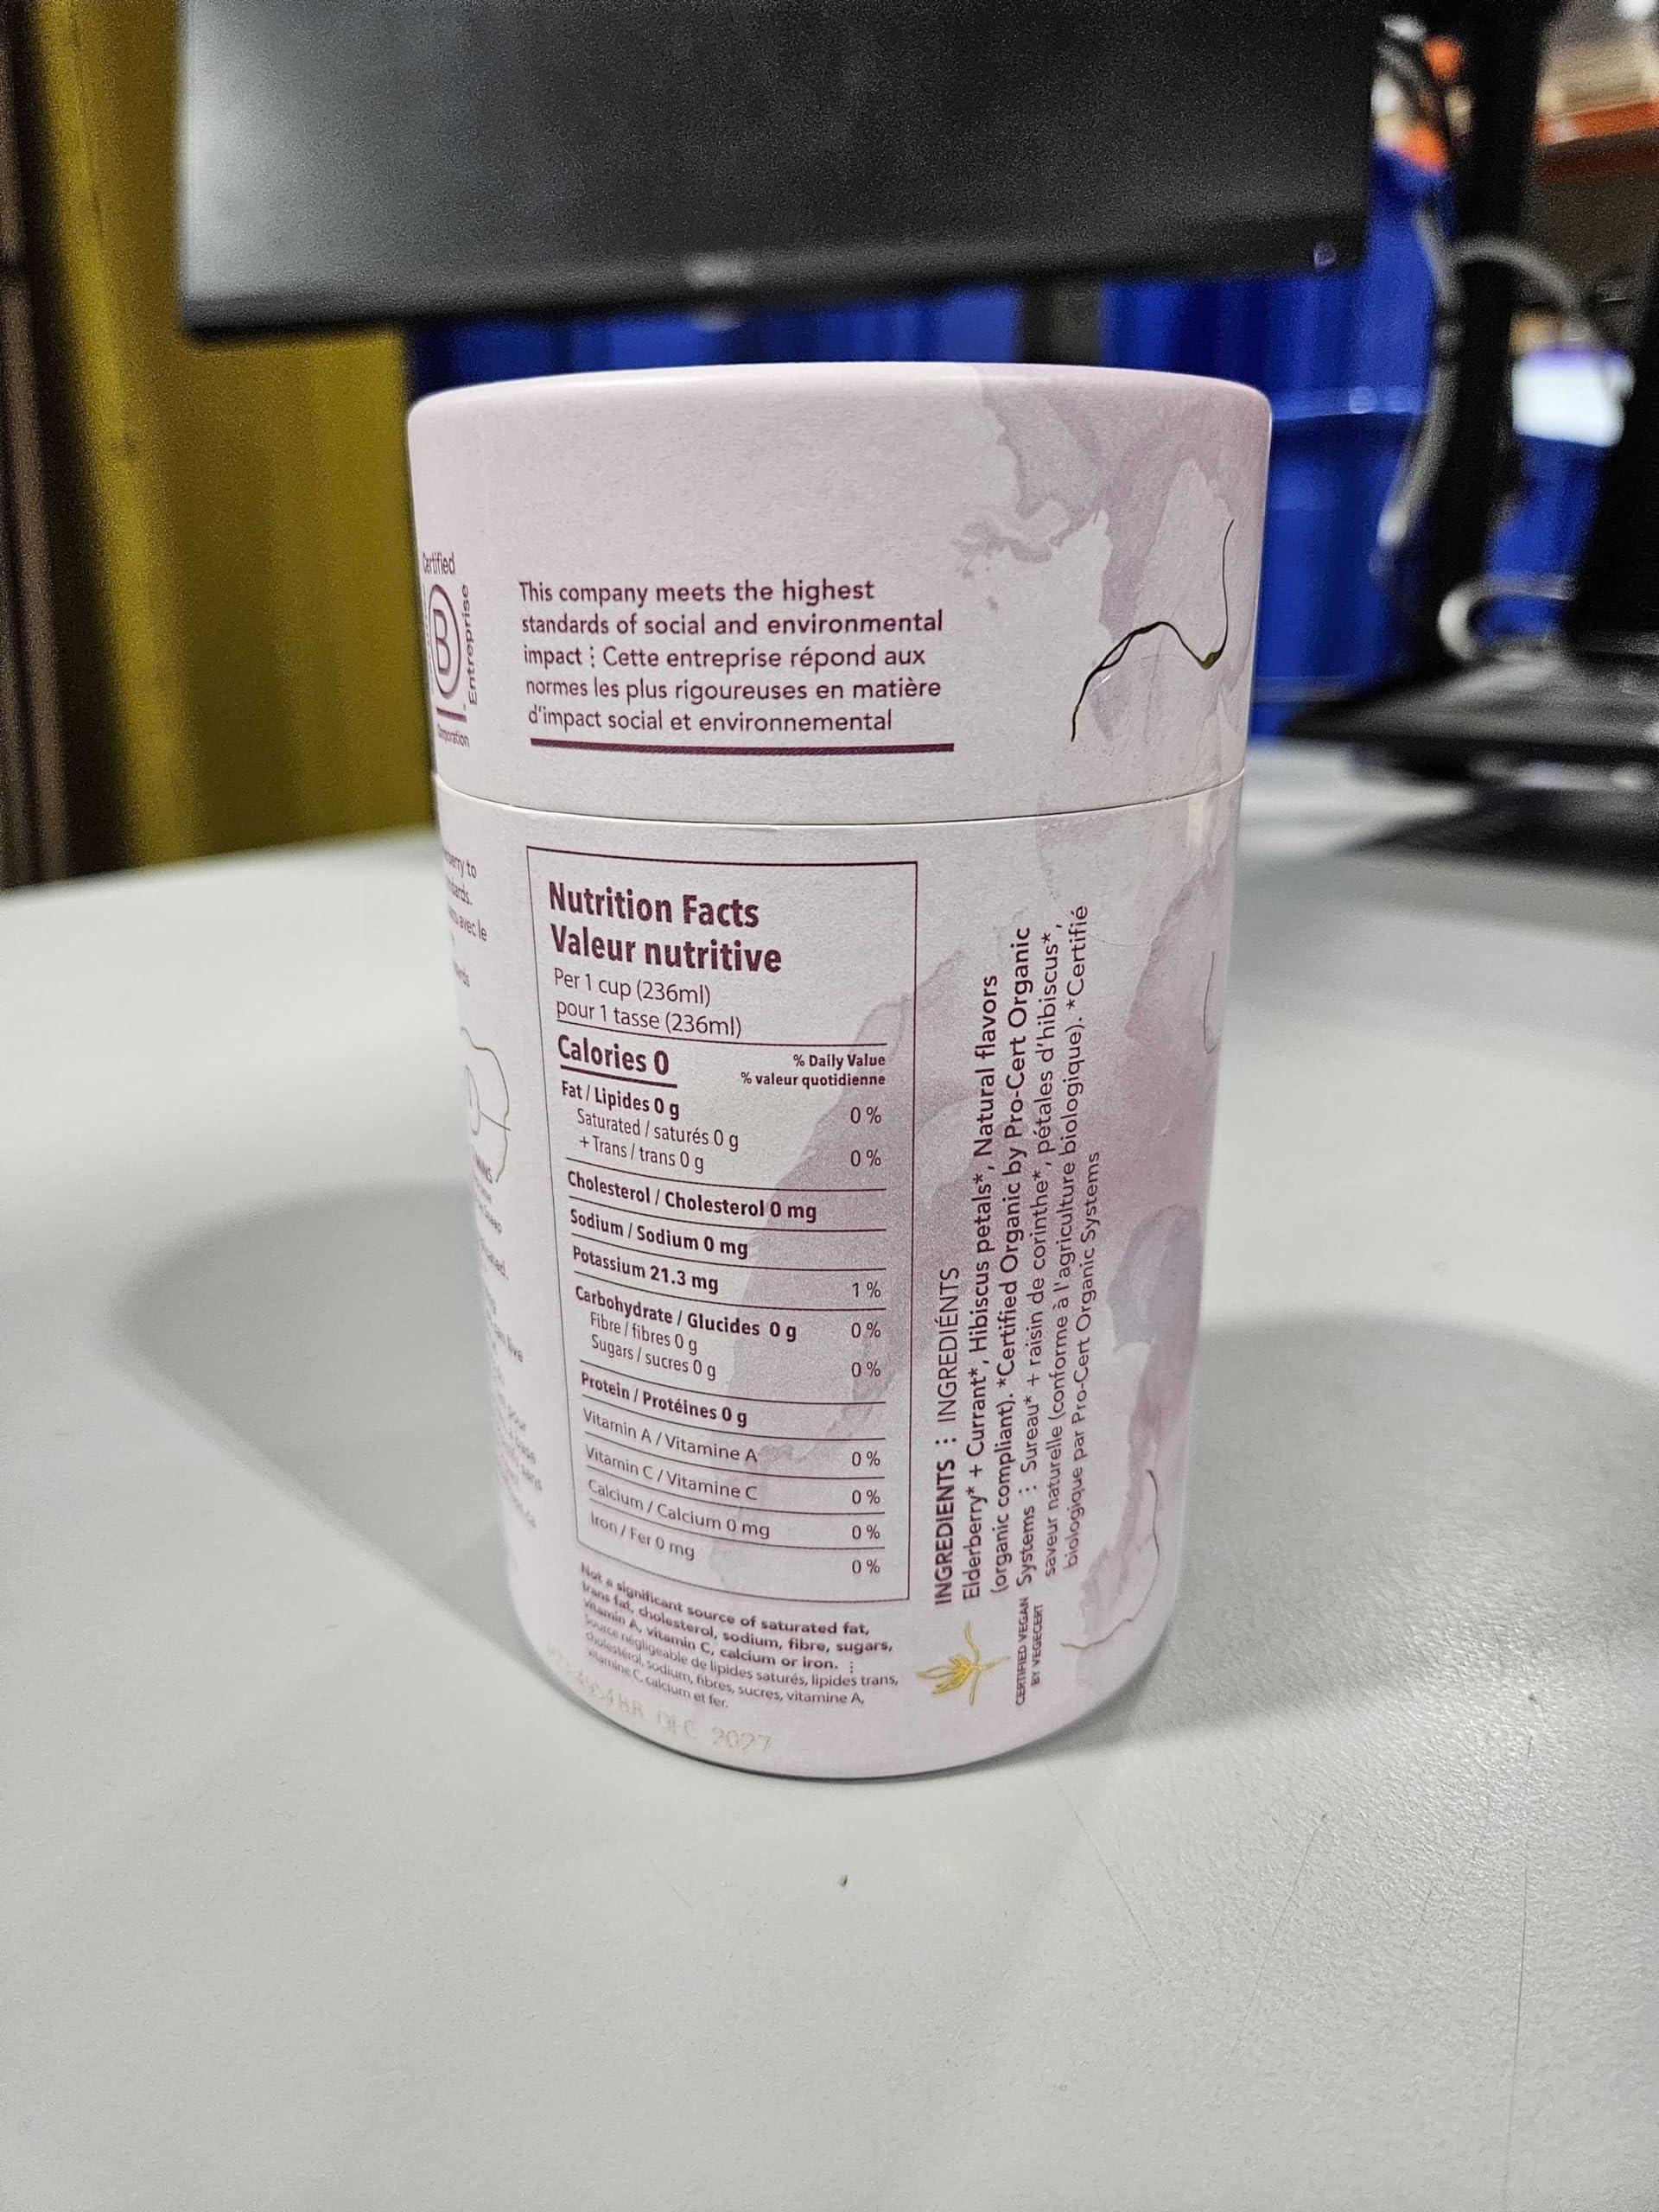 Certified
B
Entreprise
Corporation
This company meets the highest
standards of social and environmental
impact ⋮ Cette entreprise répond aux
normes les plus rigoureuses en matière
d'impact social et environnemental
avec le
Nutrition Facts
Valeur nutritive
Per 1 cup (236ml)
pour 1 tasse (236ml)
Calories 0
% Daily Value
% valeur quotidienne
Fat / Lipides 0 g 0 %
Saturated / saturés 0 g
+ Trans / trans 0 g 0 %
Cholesterol / Cholesterol 0 mg
Sodium / Sodium 0 mg
Potassium 21.3 mg 1 %
Carbohydrate / Glucides 0 g 0 %
Fibre / fibres 0 g
Sugars / sucres 0 g 0 %
Protein / Protéines 0 g
Vitamin A / Vitamine A 0 %
Vitamin C / Vitamine C 0 %
Calcium / Calcium 0 mg 0 %
Iron / Fer 0 mg 0 %
Not a significant source of saturated fat,
trans fat, cholesterol, sodium, fibre, sugars,
vitamin A, vitamin C, calcium or iron. ⋮
Source négligeable de lipides saturés, lipides trans,
cholestérol, sodium, fibres, sucres, vitamine A,
vitamine C, calcium et fer.
DEC 2027
INGREDIENTS ⋮ INGREDIÉNTS
Elderberry* + Currant*, Hibiscus petals*, Natural flavors
(organic compliant). *Certified Organic by Pro-Cert Organic
Systems ⋮ Sureau* + raisin de corinthe*, pétales d'hibiscus*,
saveur naturelle (conforme à l'agriculture biologique). *Certifié
biologique par Pro-Cert Organic Systems
CERTIFIED VEGAN
BY VEGECERT